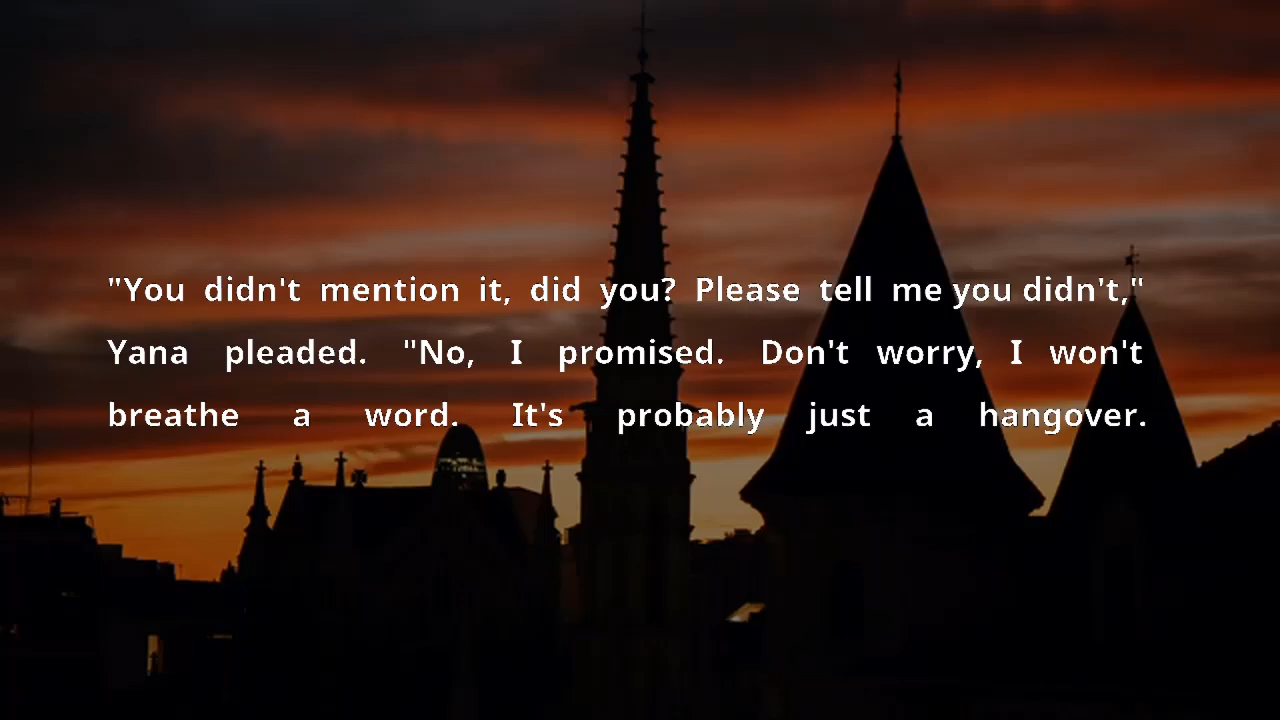 "You didn't mention it, did you? Please tell me you didn't,"
Yana pleaded. "No, I promised. Don't worry, I won't
breathe a word. It's probably just a hangover.